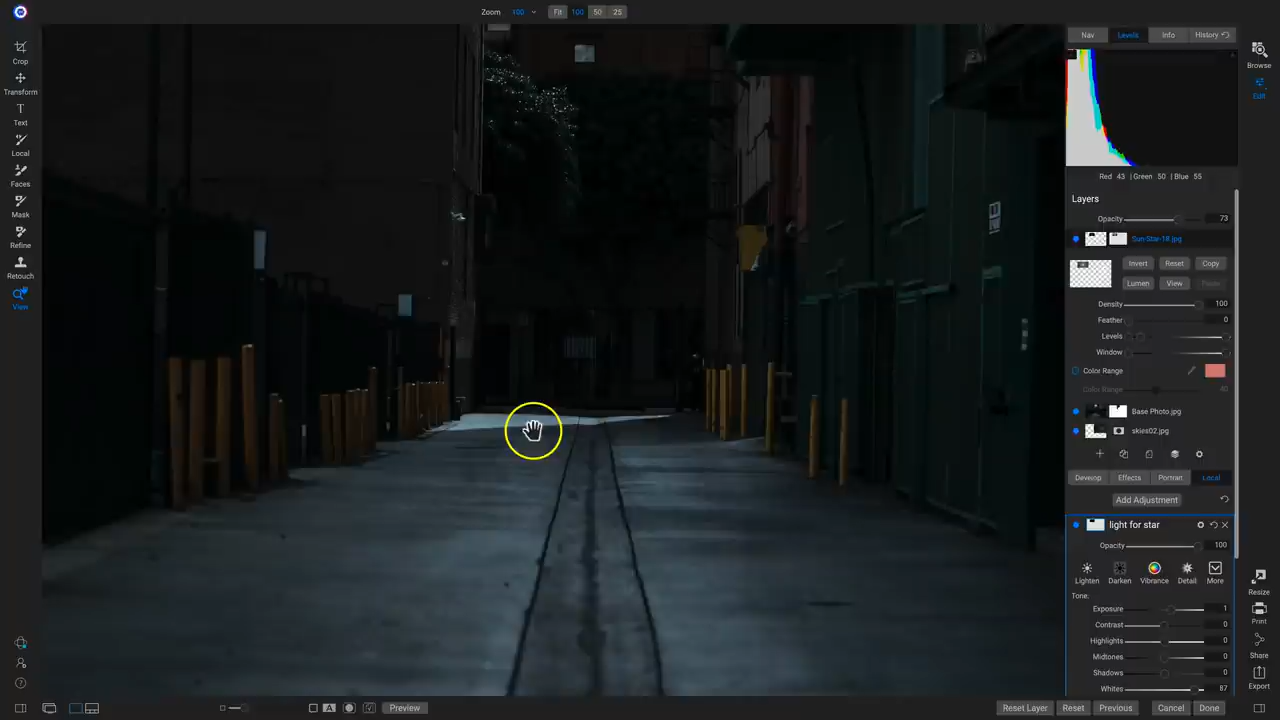 Zoom 100 Fit 100 50 25
Nav Levels Info History
Browse
Edit
Crop
Transform
Text
Local
Faces
Mask
Refine
Retouch
View
Red 43 | Green 50 | Blue 55
Layers
Opacity 73
Sun-Star-18.jpg
Invert Reset Copy
Lumen View Paste
Density 100
Feather 0
Levels
Window
Color Range
Color Range 40
Base Photo.jpg
skies02.jpg
Develop Effects Portrait Local
Add Adjustment
light for star
Opacity 100
Lighten Darken Vibrance Detail More
Tone:
Exposure 1
Contrast 0
Highlights 0
Midtones 0
Shadows 0
Whites 87
Resize
Print
Share
Export
A Preview
Reset Layer Reset Previous Cancel Done